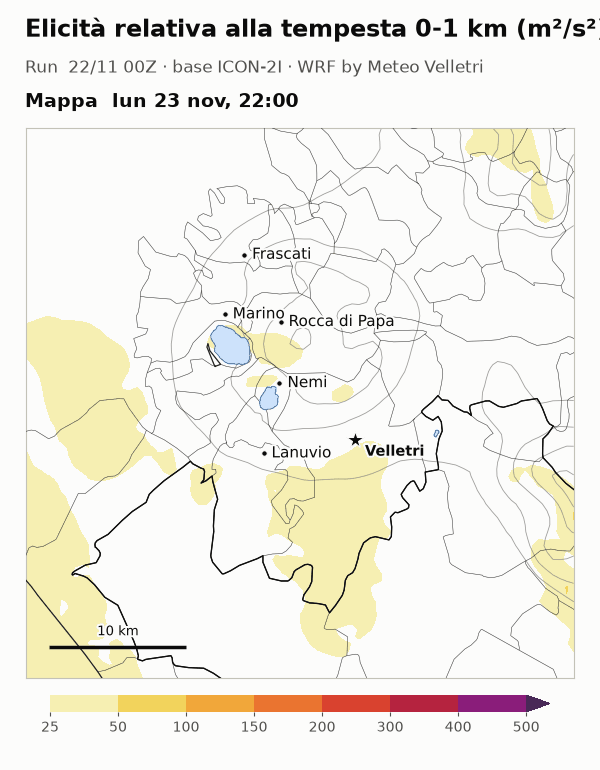 Elicità relativa alla tempesta 0-1 km (m²/s²)
Run  22/11 00Z · base ICON-2I · WRF by Meteo Velletri
Mappa  lun 23 nov, 22:00
Frascati
Marino
Rocca di Papa
Nemi
Velletri
Lanuvio
10 km
25 50 100 150 200 300 400 500